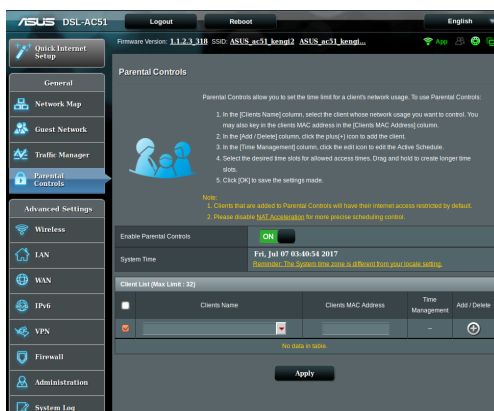 ASUS DSL-AC51
Logout
Reboot
English
Quick Internet
Setup
Firmware Version: 1.1.2.3_318 SSID: ASUS_ac51_kengi2 ASUS_ac51_kengi...
App
General
Network Map
Guest Network
Traffic Manager
Parental
Controls
Advanced Settings
Wireless
LAN
WAN
IPv6
VPN
Firewall
Administration
System Log
Parental Controls
Parental Controls allow you to set the time limit for a client's network usage. To use Parental Controls:
1. In the [Clients Name] column, select the client whose network usage you want to control. You
may also key in the clients MAC address in the [Clients MAC Address] column.
2. In the [Add / Delete] column, click the plus(+) icon to add the client.
3. In the [Time Management] column, click the edit icon to edit the Active Schedule.
4. Select the desired time slots for allowed access times. Drag and hold to create longer time
slots.
5. Click [OK] to save the settings made.
Note:
1. Clients that are added to Parental Controls will have their internet access restricted by default.
2. Please disable NAT Acceleration for more precise scheduling control.
Enable Parental Controls
ON
System Time
Fri, Jul 07 03:40:54 2017
Reminder: The System time zone is different from your locale setting.
Client List (Max Limit : 32)
Clients Name
Clients MAC Address
Time
Management
Add / Delete
--
No data in table.
Apply